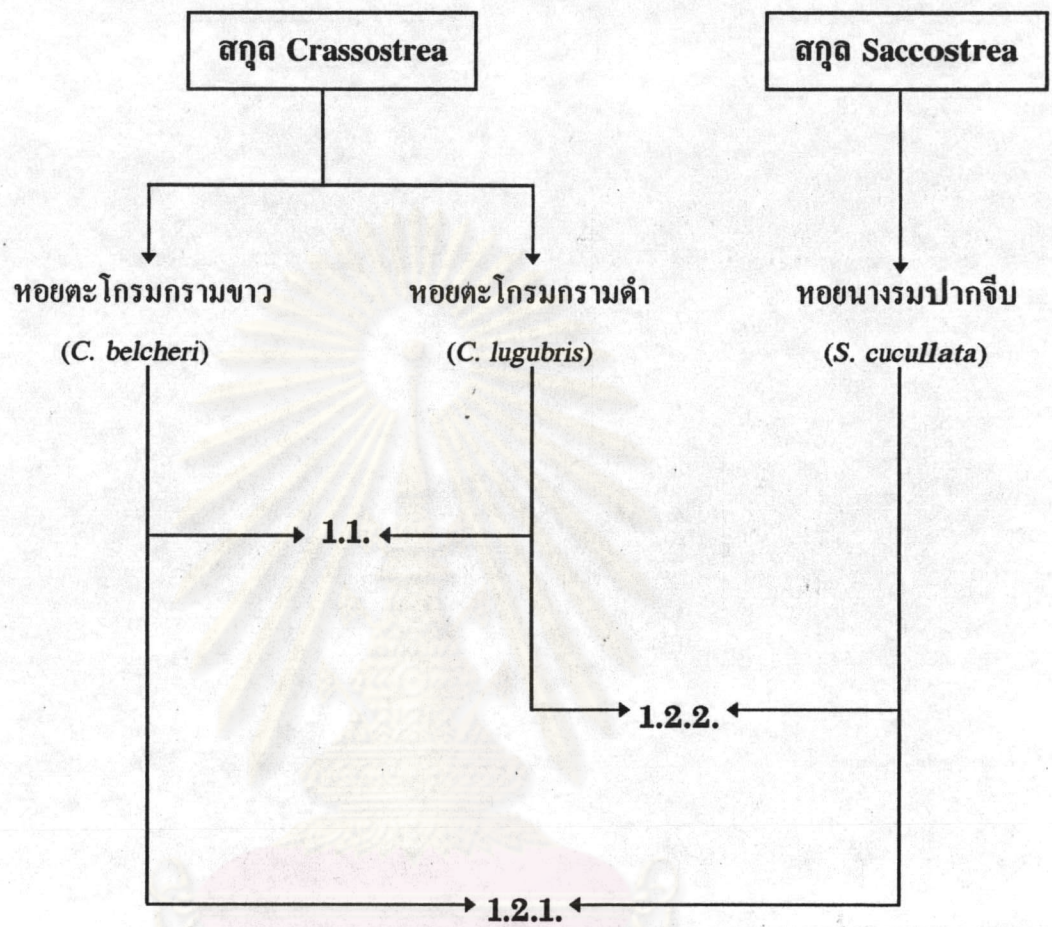 สกุล Crassostrea
สกุล Saccostrea
หอยตะโกรมกรามขาว
หอยตะโกรมกรามดำ
หอยนางรมปากจีบ
(C. belcheri)
(C. lugubris)
(S. cucullata)
1.1.
1.2.2.
1.2.1.